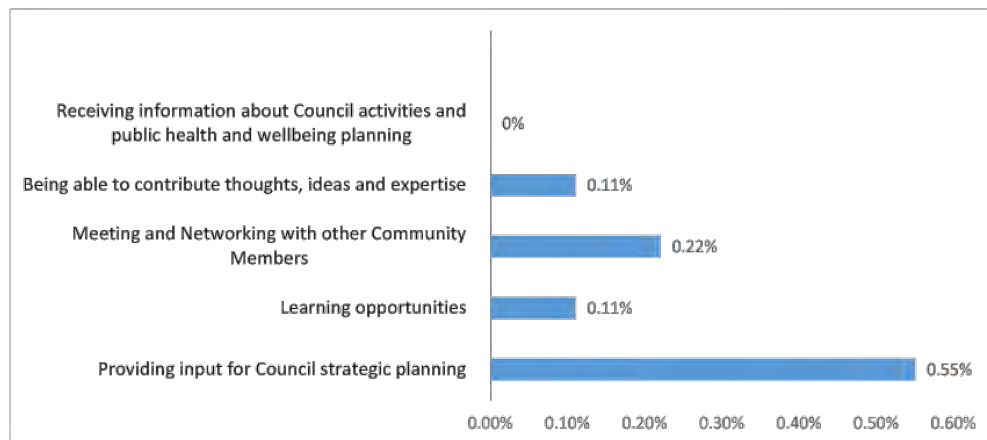 Receiving information about Council activities and
public health and wellbeing planning
0%
Being able to contribute thoughts, ideas and expertise
0.11%
Meeting and Networking with other Community
Members
0.22%
Learning opportunities
0.11%
Providing input for Council strategic planning
0.55%
0.00% 0.10% 0.20% 0.30% 0.40% 0.50% 0.60%